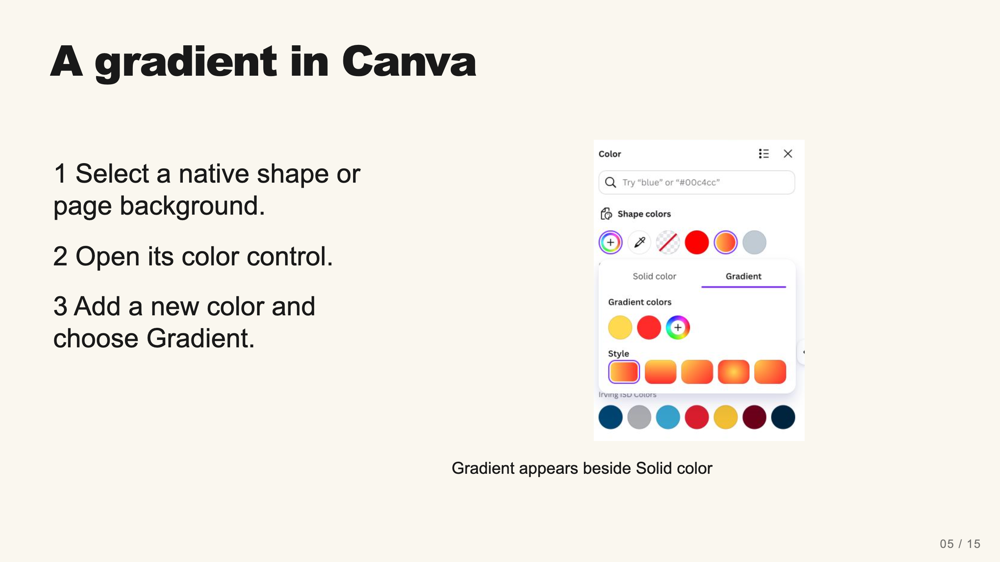 A gradient in Canva
1 Select a native shape or
page background.
2 Open its color control.
3 Add a new color and
choose Gradient.
Color
Try “blue” or “#00c4cc”
Shape colors
Solid color
Gradient
Gradient colors
Style
Irving ISD Colors
Gradient appears beside Solid color
05 / 15